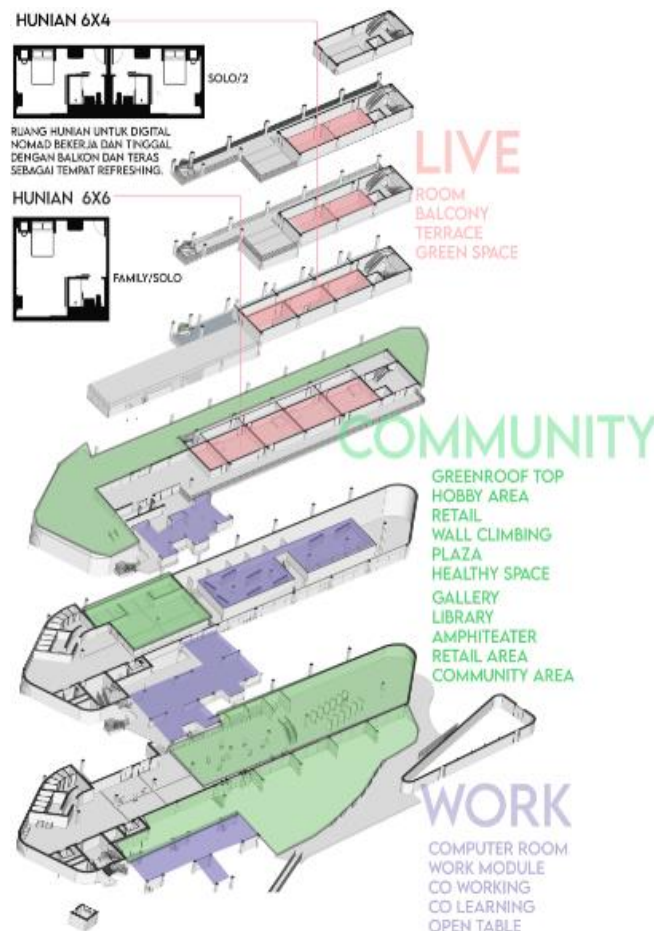 HUNIAN 6X4
SOLO/2
RUANG HUNIAN UNTUK DIGITAL
NOMAD BEKERJA DAN TINGGAL
DENGAN BALKON DAN TERAS
SEBAGAI TEMPAT REFRESHING.
HUNIAN 6X6
FAMILY/SOLO
LIVE
ROOM
BALCONY
TERRACE
GREEN SPACE
COMMUNITY
GREENROOF TOP
HOBBY AREA
RETAIL
WALL CLIMBING
PLAZA
HEALTHY SPACE
GALLERY
LIBRARY
AMPHITEATER
RETAIL AREA
COMMUNITY AREA
WORK
COMPUTER ROOM
WORK MODULE
CO WORKING
CO LEARNING
OPEN TABLE